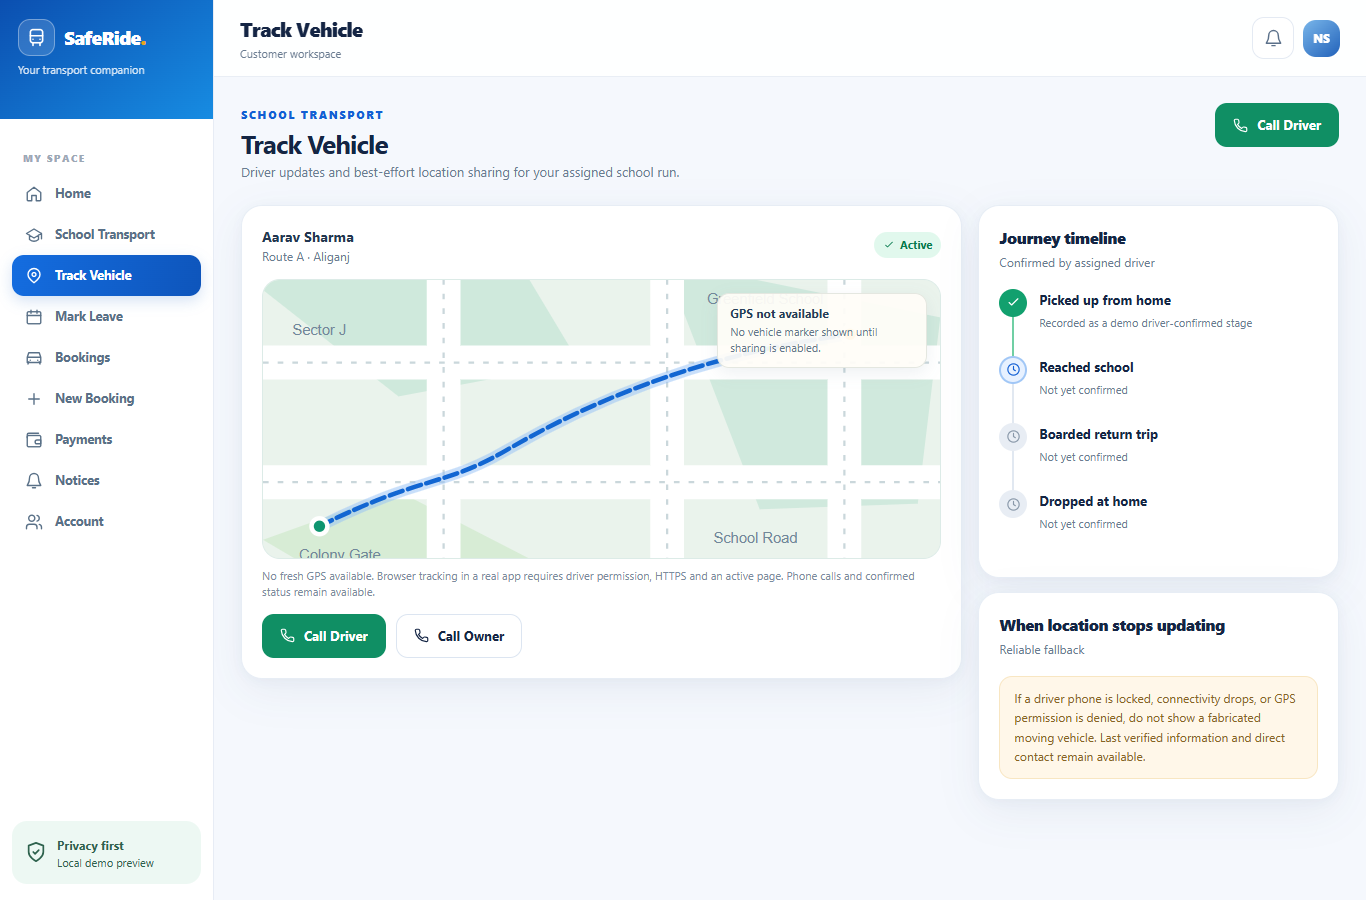 SafeRide.
Your transport companion
MY SPACE
Home
School Transport
Track Vehicle
Mark Leave
Bookings
New Booking
Payments
Notices
Account
Privacy first
Local demo preview
Track Vehicle
Customer workspace
NS
SCHOOL TRANSPORT
Track Vehicle
Driver updates and best-effort location sharing for your assigned school run.
Call Driver
Aarav Sharma
Route A · Aliganj
Active
Sector J
GPS not available
No vehicle marker shown until
sharing is enabled.
Colony Gate
School Road
No fresh GPS available. Browser tracking in a real app requires driver permission, HTTPS and an active page. Phone calls and confirmed
status remain available.
Call Driver
Call Owner
Journey timeline
Confirmed by assigned driver
Picked up from home
Recorded as a demo driver-confirmed stage
Reached school
Not yet confirmed
Boarded return trip
Not yet confirmed
Dropped at home
Not yet confirmed
When location stops updating
Reliable fallback
If a driver phone is locked, connectivity drops, or GPS
permission is denied, do not show a fabricated
moving vehicle. Last verified information and direct
contact remain available.